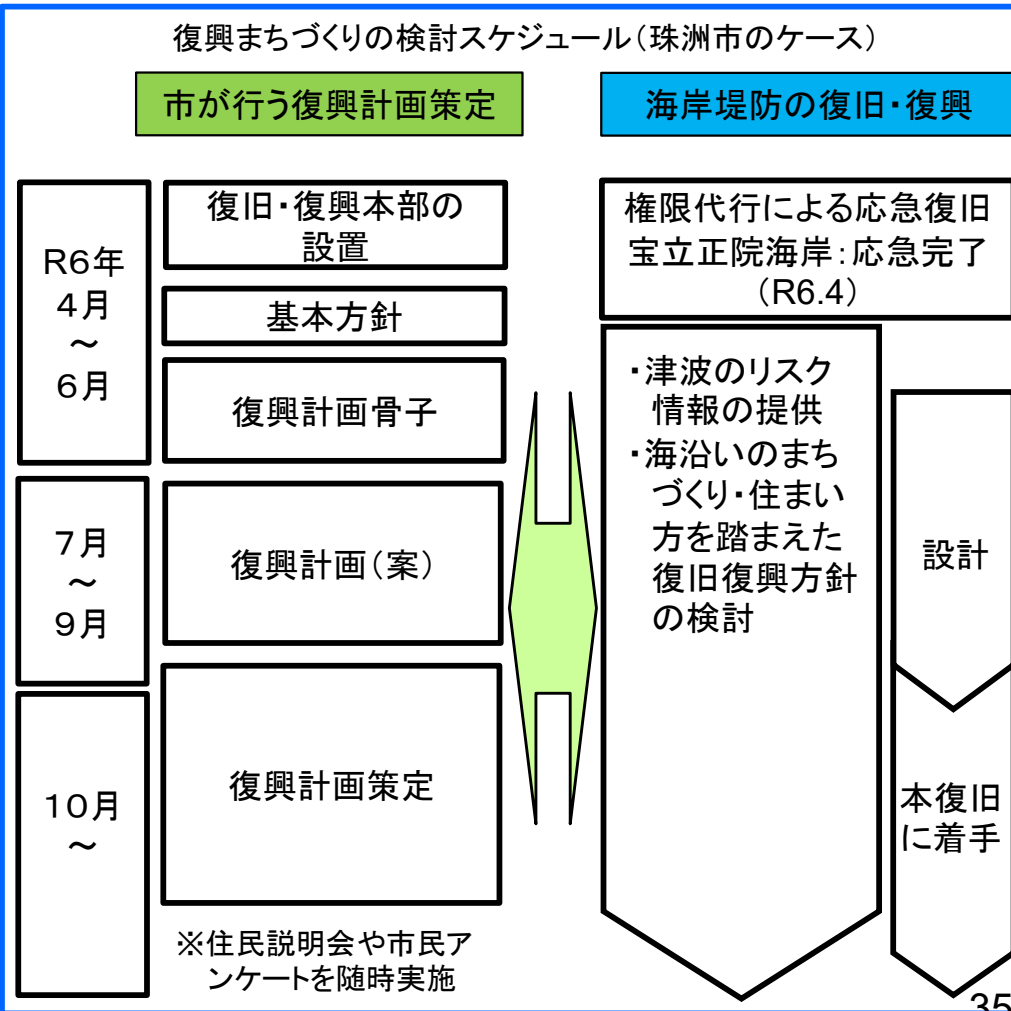 復興まちづくりの検討スケジュール（珠洲市のケース）
市が行う復興計画策定
海岸堤防の復旧・復興
R6年
4月
～
6月
復旧・復興本部の
設置
基本方針
復興計画骨子
7月
～
9月
復興計画（案）
10月
～
復興計画策定
※住民説明会や市民ア
ンケートを随時実施
権限代行による応急復旧
宝立正院海岸：応急完了
（R6.4）
・津波のリスク
情報の提供
・海沿いのまち
づくり・住まい
方を踏まえた
復旧復興方針
の検討
設計
本復旧
に着手
35